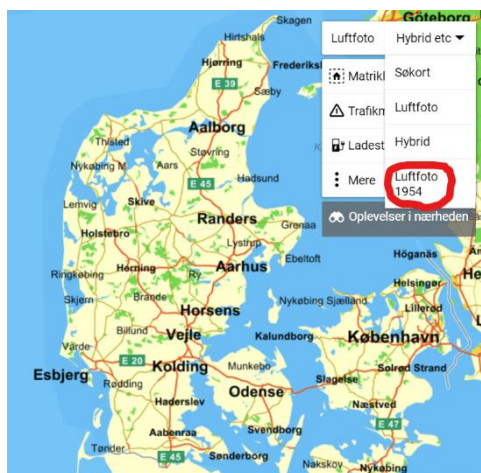 Skagen
Göteborg
Hirtshals
Luftfoto
Hybrid etc
Hjørring
Frederiks
E 39
Matrikl
Søkort
Sæby
Trafikm
Luftfoto
Aalborg
Thisted
Støvring
Ladest
Hybrid
Nykøbing M
Aars
E 45
Hadsund
Mere
Luftfoto
1954
Lemvig
Skive
Randers
Oplevelser i nærheden
Holstebro
Grenaa
Lystrup
Ebeltoft
Höganäs
Ringkøbing
Herning
Ry
Aarhus
Helsingør
He
Skjern
Brande
Nykøbing Sjælland
Lillerød
Horsens
Billund
Vejle
Kalundborg
København
Varde
E 20
Kolding
Munkebo
Solrød Strand
Esbjerg
Rødding
Slagelse
Odense
Haderslev
Næstved
E 47
Aabenraa
Svendborg
Tønder
E 45
Sønderborg
Nakskov
Nykøbing